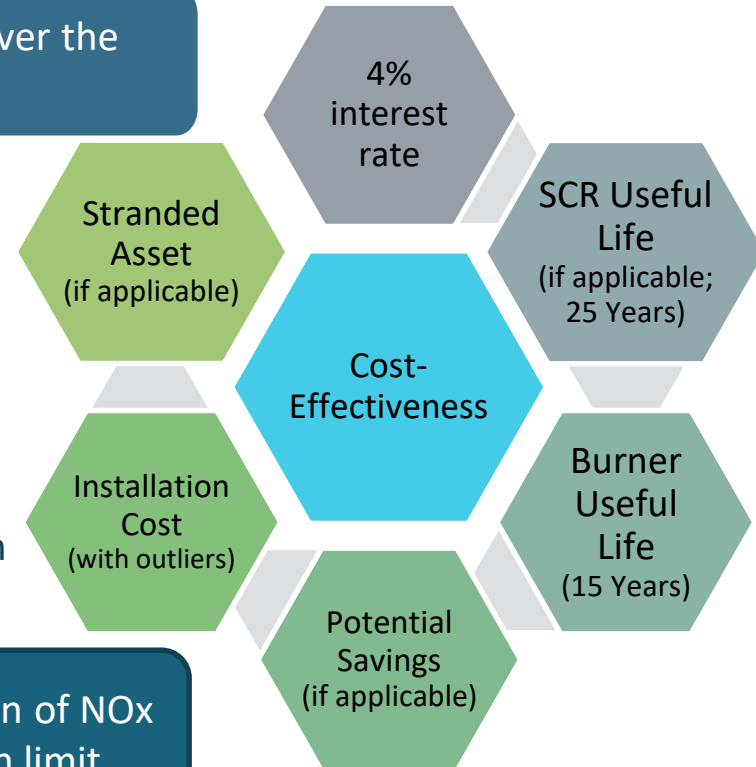 ver the
4%
interest
rate
Stranded
Asset
(if applicable)
SCR Useful
Life
(if applicable;
25 Years)
Cost-
Effectiveness
Installation
Cost
(with outliers)
Burner
Useful
Life
(15 Years)
Potential
Savings
(if applicable)
n of NOx
limit